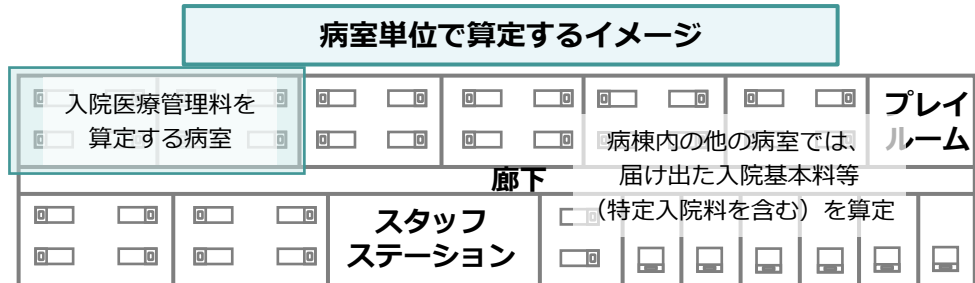 病室単位で算定するイメージ
入院医療管理料を
算定する病室
プレイ
ルーム
病棟内の他の病室では、
届け出た入院基本料等
（特定入院料を含む）を算定
廊下
スタッフ
ステーション